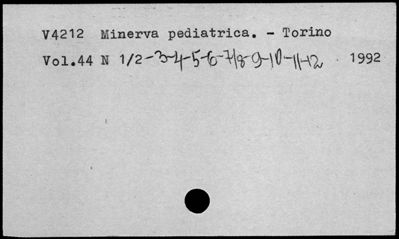 V4212 Minerva pediatrica. - Torino
Vol.44 N 1/2-3-4-5-6-7/8-9-10-11-12 1992